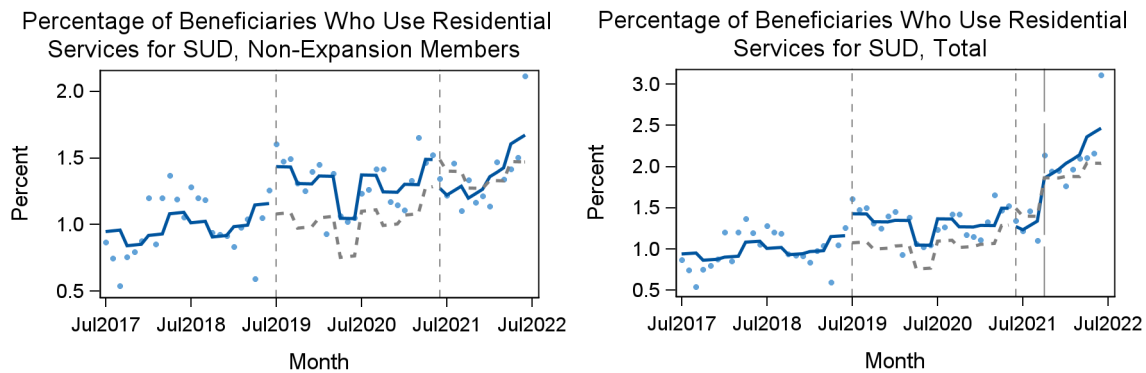 Percentage of Beneficiaries Who Use Residential
Services for SUD, Non-Expansion Members
2.0
1.5
1.0
0.5
Percent
Jul2017 Jul2018 Jul2019 Jul2020 Jul2021 Jul2022
Month
Percentage of Beneficiaries Who Use Residential
Services for SUD, Total
3.0
2.5
2.0
1.5
1.0
0.5
Percent
Jul2017 Jul2018 Jul2019 Jul2020 Jul2021 Jul2022
Month